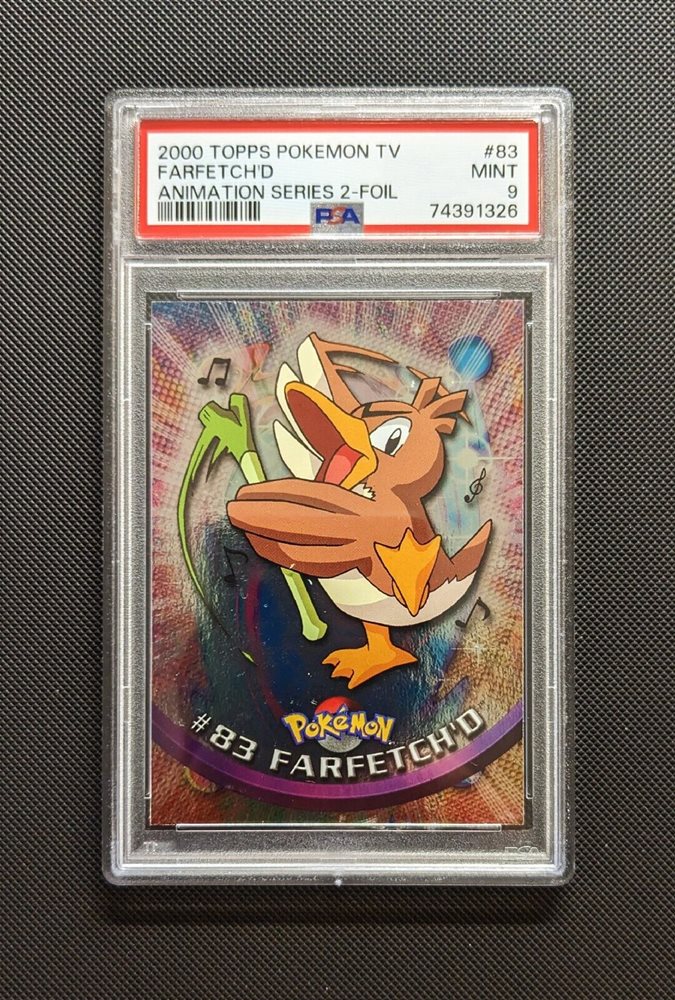 2000 TOPPS POKEMON TV #83
FARFETCH'D MINT
ANIMATION SERIES 2-FOIL 9
PSA 74391326
POKéMON
#83 FARFETCH'D